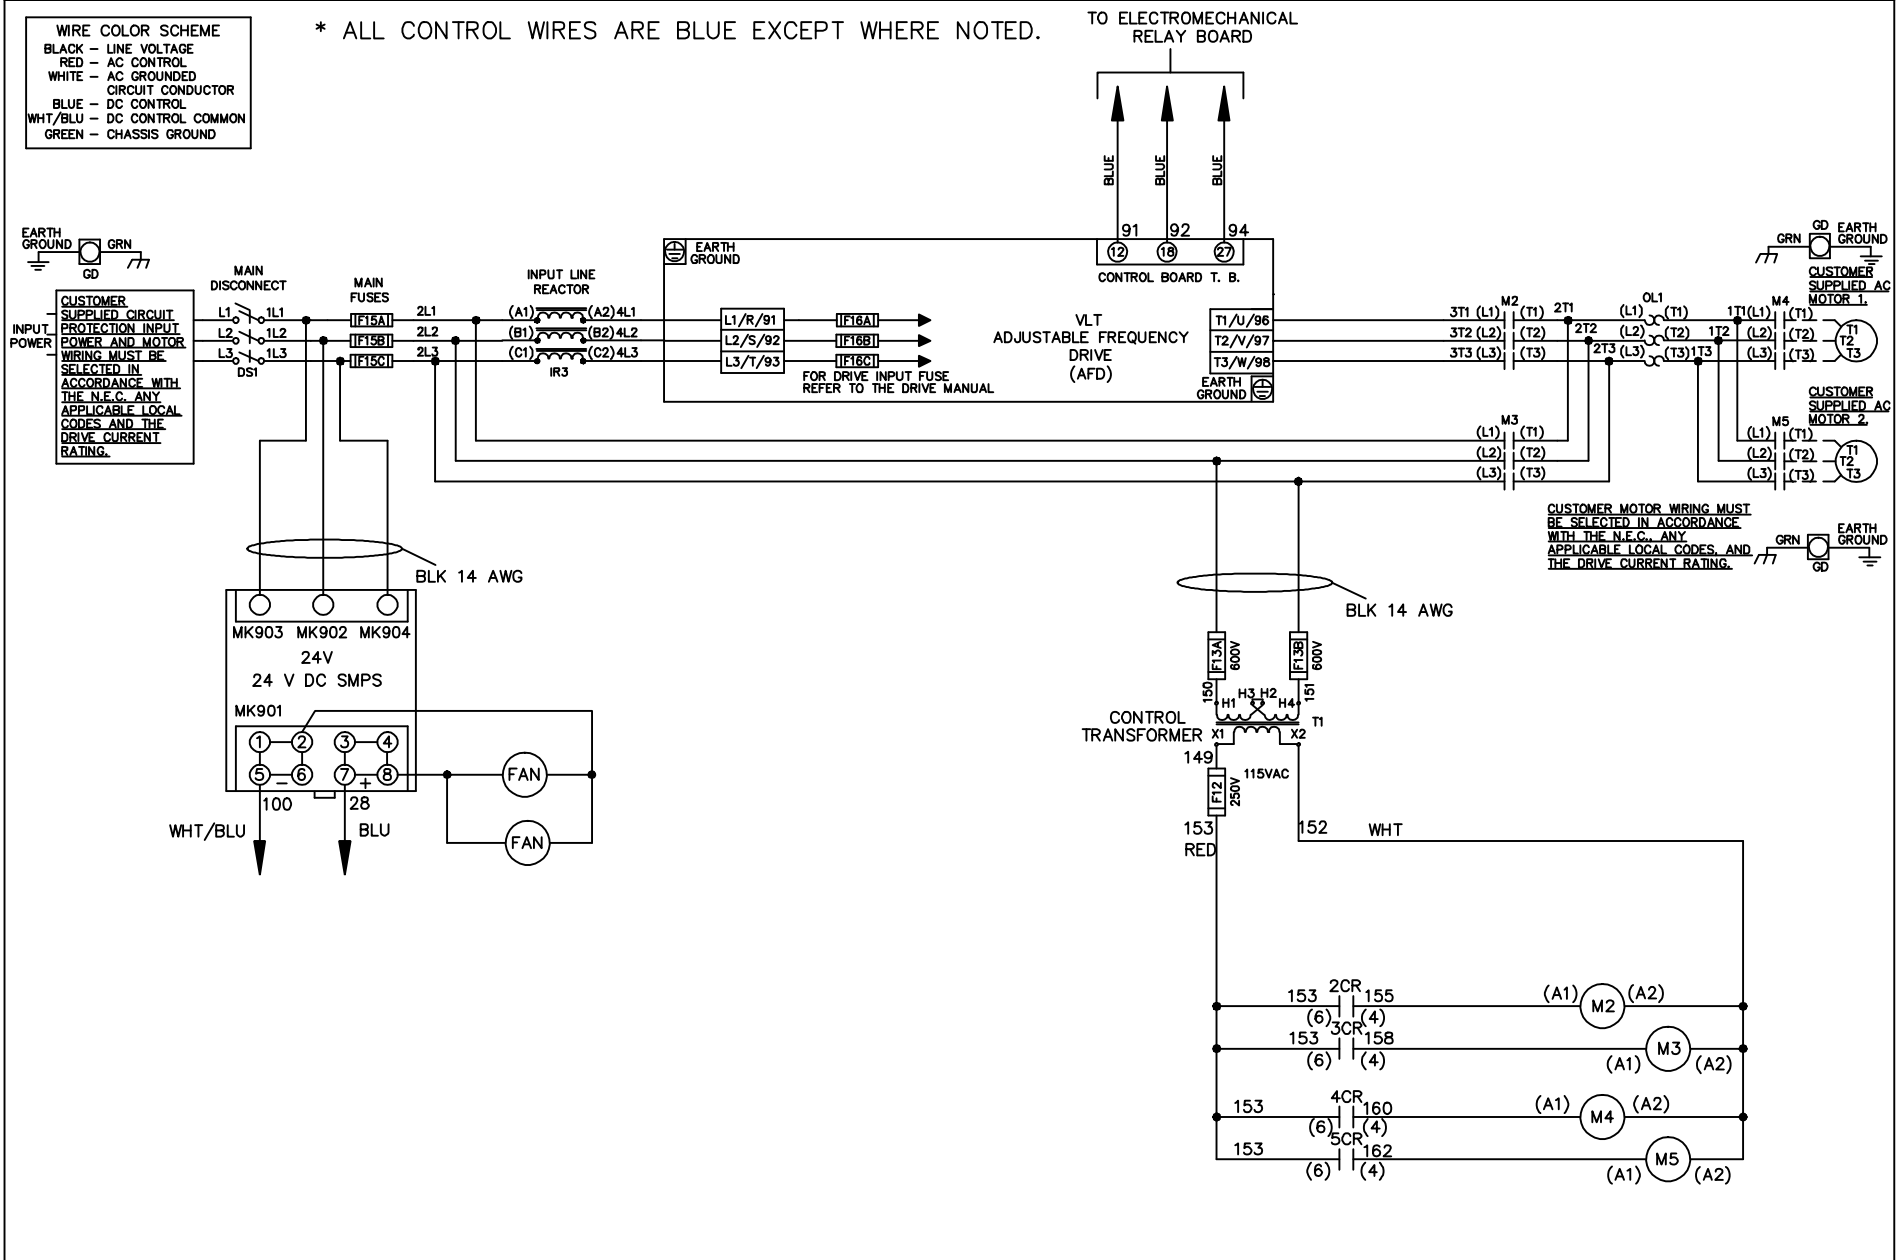 WIRE COLOR SCHEME
BLACK – LINE VOLTAGE
RED – AC CONTROL
WHITE – AC GROUNDED
CIRCUIT CONDUCTOR
BLUE – DC CONTROL
WHT/BLU – DC CONTROL COMMON
GREEN – CHASSIS GROUND
* ALL CONTROL WIRES ARE BLUE EXCEPT WHERE NOTED.
TO ELECTROMECHANICAL
RELAY BOARD
BLUE
BLUE
BLUE
91 92 94
12 18 27
CONTROL BOARD T. B.
EARTH
GROUND
GRN
GD
INPUT
POWER
CUSTOMER
SUPPLIED CIRCUIT
PROTECTION INPUT
POWER AND MOTOR
WIRING MUST BE
SELECTED IN
ACCORDANCE WITH
THE N.E.C. ANY
APPLICABLE LOCAL
CODES AND THE
DRIVE CURRENT
RATING.
MAIN
DISCONNECT
L1 1L1
L2 1L2
L3 1L3
DS1
MAIN
FUSES
F15A
F15B
F15C
2L1
2L2
2L3
INPUT LINE
REACTOR
(A1) (A2) 4L1
(B1) (B2) 4L2
(C1) (C2) 4L3
IR3
EARTH
GROUND
L1/R/91
L2/S/92
L3/T/93
F16A
F16B
F16C
FOR DRIVE INPUT FUSE
REFER TO THE DRIVE MANUAL
VLT
ADJUSTABLE FREQUENCY
DRIVE
(AFD)
T1/U/96
T2/V/97
T3/W/98
EARTH
GROUND
M2
3T1 (L1) (T1) 2T1
3T2 (L2) (T2) 2T2
3T3 (L3) (T3) 2T3
OL1
(L1) (T1) 1T1
(L2) (T2) 1T2
(L3) (T3) 1T3
M4
(L1) (T1)
(L2) (T2)
(L3) (T3)
T1
T2
T3
GRN
GD
EARTH
GROUND
CUSTOMER
SUPPLIED AC
MOTOR 1.
M3
(L1) (T1)
(L2) (T2)
(L3) (T3)
CUSTOMER
SUPPLIED AC
MOTOR 2.
M5
(L1) (T1)
(L2) (T2)
(L3) (T3)
T1
T2
T3
CUSTOMER MOTOR WIRING MUST
BE SELECTED IN ACCORDANCE
WITH THE N.E.C., ANY
APPLICABLE LOCAL CODES, AND
THE DRIVE CURRENT RATING.
GRN
GD
EARTH
GROUND
BLK 14 AWG
MK903 MK902 MK904
24V
24 V DC SMPS
MK901
1 2 3 4
5 – 6 7 + 8
100 28
WHT/BLU
BLU
FAN
FAN
BLK 14 AWG
F13A
600V
F13B
600V
150
151
H1 H3 H2 H4
CONTROL
TRANSFORMER
T1
X1 X2
149
115VAC
F12
250V
153
RED
152
WHT
2CR
153 155
(6) (4)
(A1) M2 (A2)
3CR
153 158
(6) (4)
(A1) M3 (A2)
4CR
153 160
(6) (4)
(A1) M4 (A2)
5CR
153 162
(6) (4)
(A1) M5 (A2)